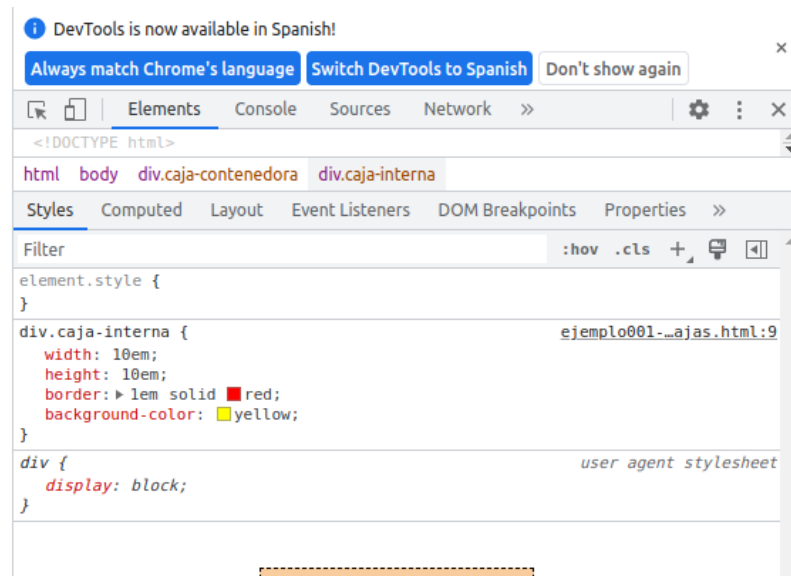 DevTools is now available in Spanish!
Always match Chrome's language Switch DevTools to Spanish Don't show again
Elements Console Sources Network »
<!DOCTYPE html>
html body div.caja-contenedora div.caja-interna
Styles Computed Layout Event Listeners DOM Breakpoints Properties »
Filter :hov .cls +
element.style {
}
div.caja-interna { ejemplo001-…ajas.html:9
width: 10em;
height: 10em;
border: 1em solid red;
background-color: yellow;
}
div { user agent stylesheet
display: block;
}